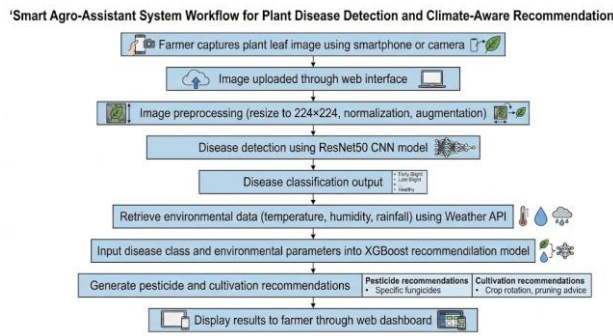 'Smart Agro-Assistant System Workflow for Plant Disease Detection and Climate-Aware Recommendation
Farmer captures plant leaf image using smartphone or camera
Image uploaded through web interface
Image preprocessing (resize to 224×224, normalization, augmentation)
Disease detection using ResNet50 CNN model
Disease classification output
• Early Blight
• Late Blight
• Healthy
Retrieve environmental data (temperature, humidity, rainfall) using Weather API
Input disease class and environmental parameters into XGBoost recommendilation model
Generate pesticide and cultivation recommendations
Pesticide recommendations
• Specific fungicides
Cultivation recommendations
• Crop rotation, pruning advice
Display results to farmer through web dashboard